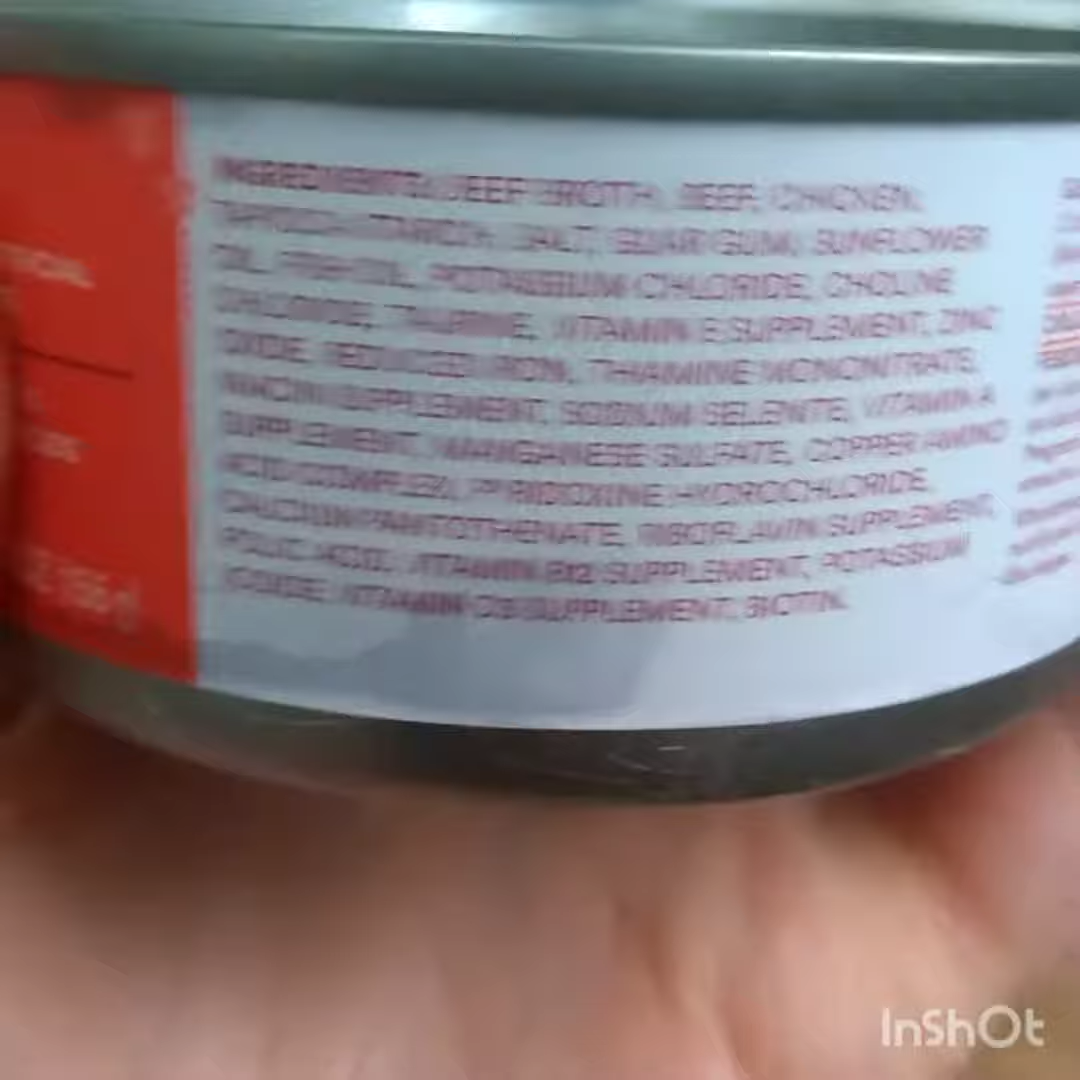 INGREDIENTS: BEEF BROTH, BEEF, CHICKEN,
TAPIOCA STARCH, SALT, GUAR GUM, SUNFLOWER
OIL, FISH OIL, POTASSIUM CHLORIDE, CHOLINE
CHLORIDE, TAURINE, VITAMIN E SUPPLEMENT, ZINC
OXIDE, REDUCED IRON, THIAMINE MONONITRATE,
NIACIN SUPPLEMENT, SODIUM SELENITE, VITAMIN A
SUPPLEMENT, MANGANESE SULFATE, COPPER AMINO
ACID COMPLEX, PYRIDOXINE HYDROCHLORIDE,
CALCIUM PANTOTHENATE, RIBOFLAVIN SUPPLEMENT,
FOLIC ACID, VITAMIN B12 SUPPLEMENT, POTASSIUM
IODIDE, VITAMIN D3 SUPPLEMENT, BIOTIN.
InShOt